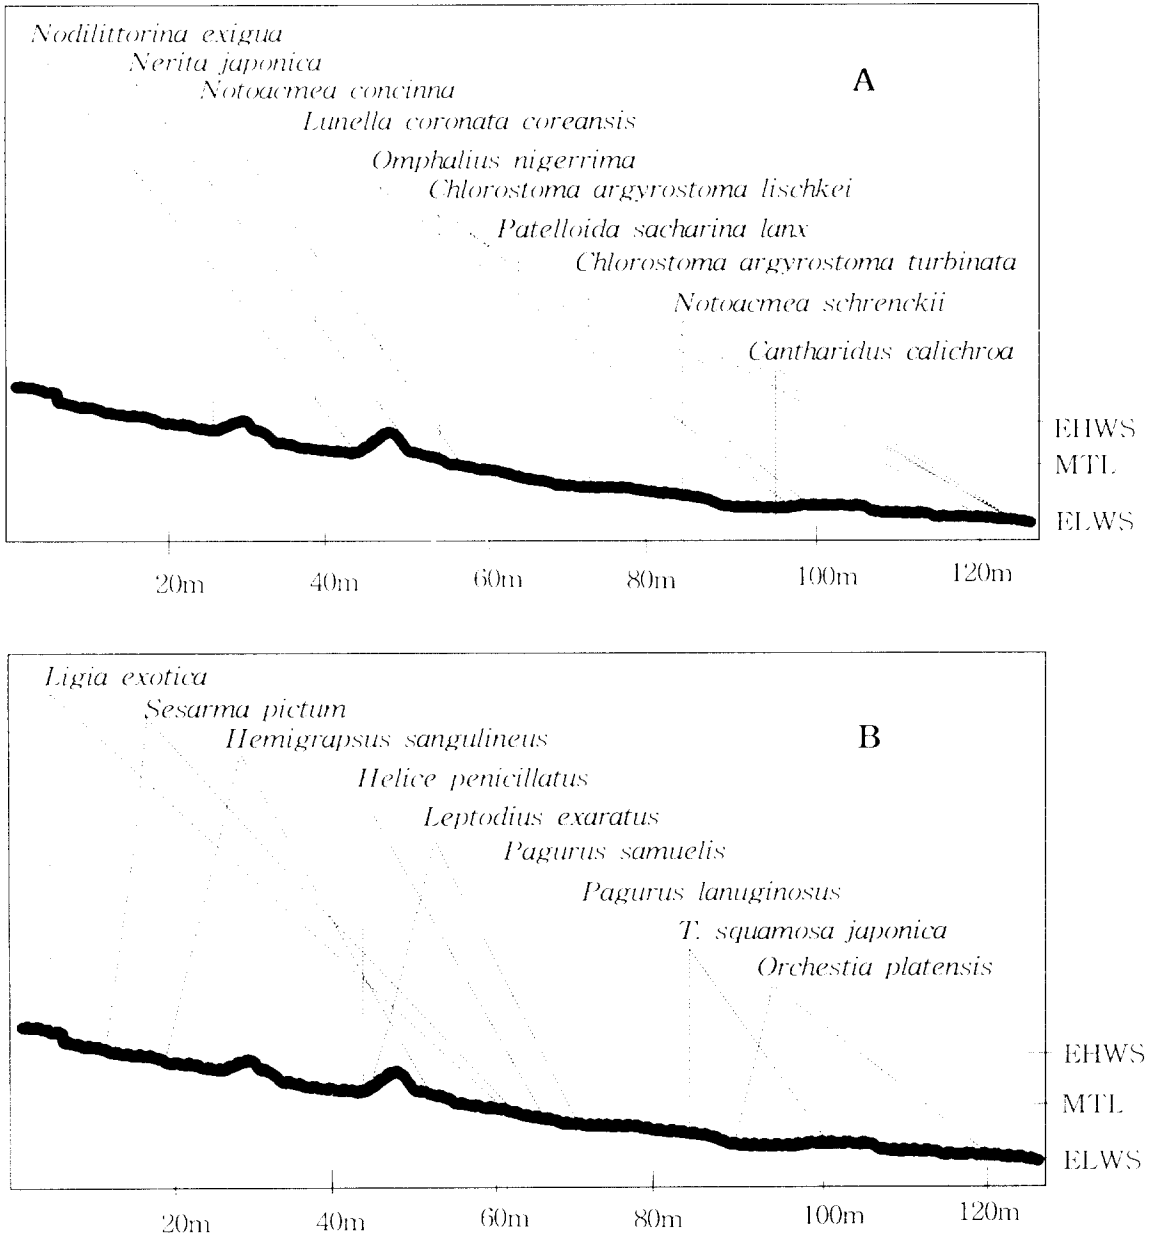 Nodilittorina exigua
Nerita japonica
A
Notoacmea concinna
Lunella coronata coreansis
Omphalius nigerrima
Chlorostoma argyrostoma lischkei
Patelloida sacharina lanx
Chlorostoma argyrostoma turbinata
Notoacmea schrenckii
Cantharidus calichroa
EHWS
MTL
ELWS
20m 40m 60m 80m 100m 120m
Ligia exotica
Sesarma pictum
B
Hemigrapsus sangulineus
Helice penicillatus
Leptodius exaratus
Pagurus samuelis
Pagurus lanuginosus
T. squamosa japonica
Orchestia platensis
EHWS
MTL
ELWS
20m 40m 60m 80m 100m 120m